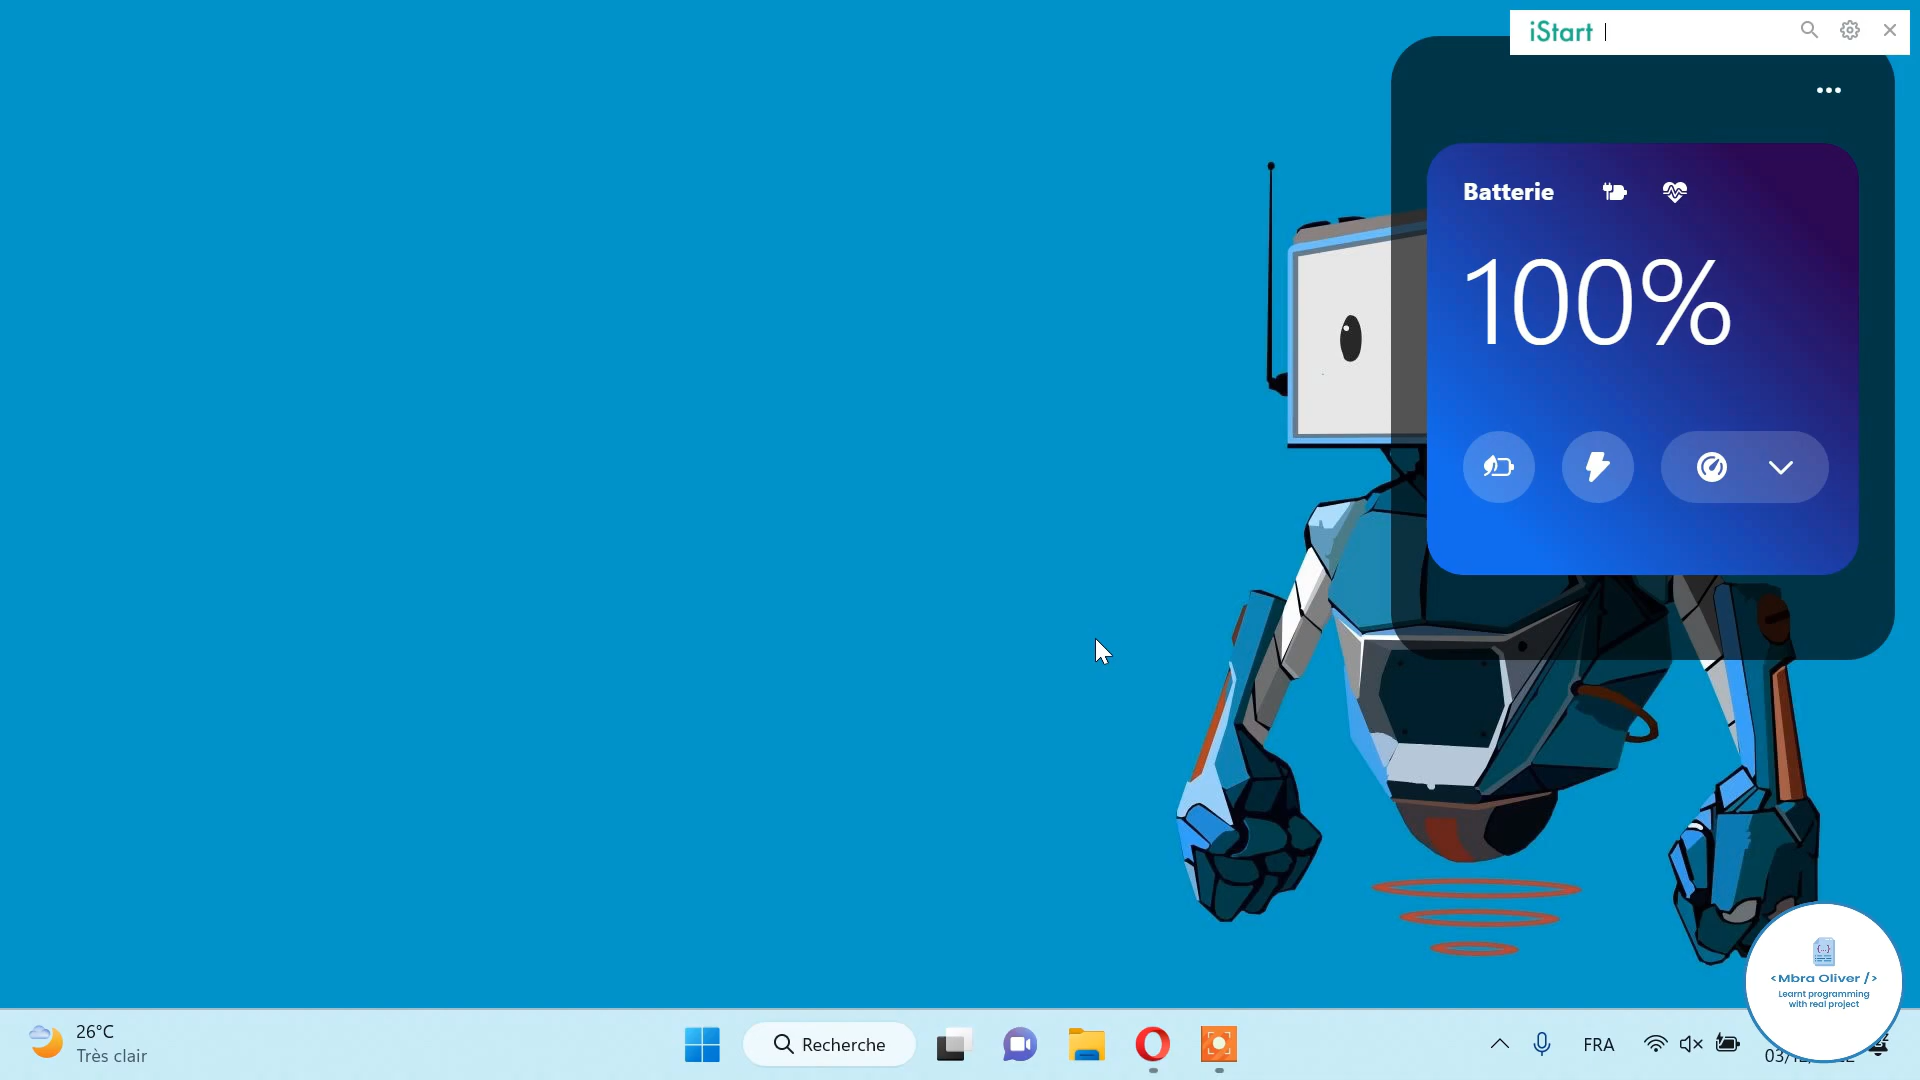 iStart
Batterie
100%
<Mbra Oliver />
Learnt programming
with real project
26°C
Très clair
Recherche
FRA